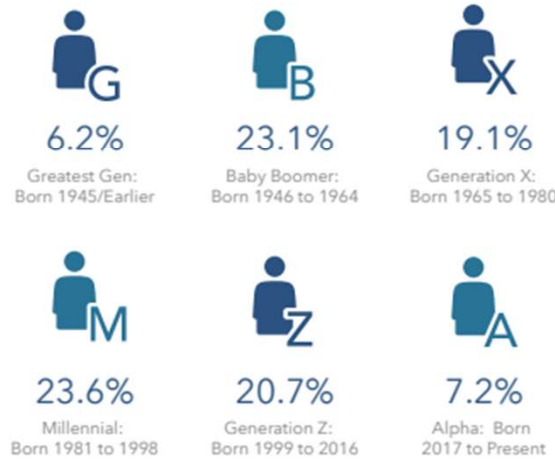 G
B
X
6.2%
23.1%
19.1%
Greatest Gen:
Born 1945/Earlier
Baby Boomer:
Born 1946 to 1964
Generation X:
Born 1965 to 1980
M
Z
A
23.6%
20.7%
7.2%
Millennial:
Born 1981 to 1998
Generation Z:
Born 1999 to 2016
Alpha: Born
2017 to Present